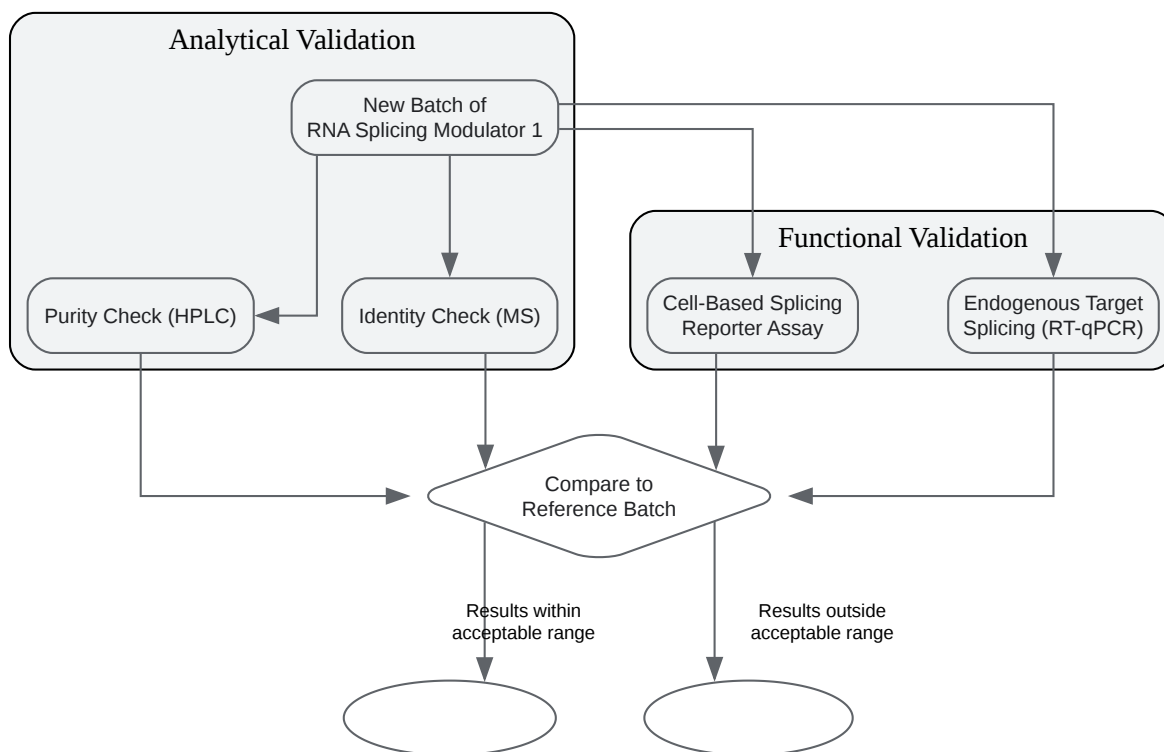 Analytical Validation
New Batch of
RNA Splicing Modulator 1
Functional Validation
Purity Check (HPLC)
Identity Check (MS)
Cell-Based Splicing
Reporter Assay
Endogenous Target
Splicing (RT-qPCR)
Compare to
Reference Batch
Results within
acceptable range
Results outside
acceptable range